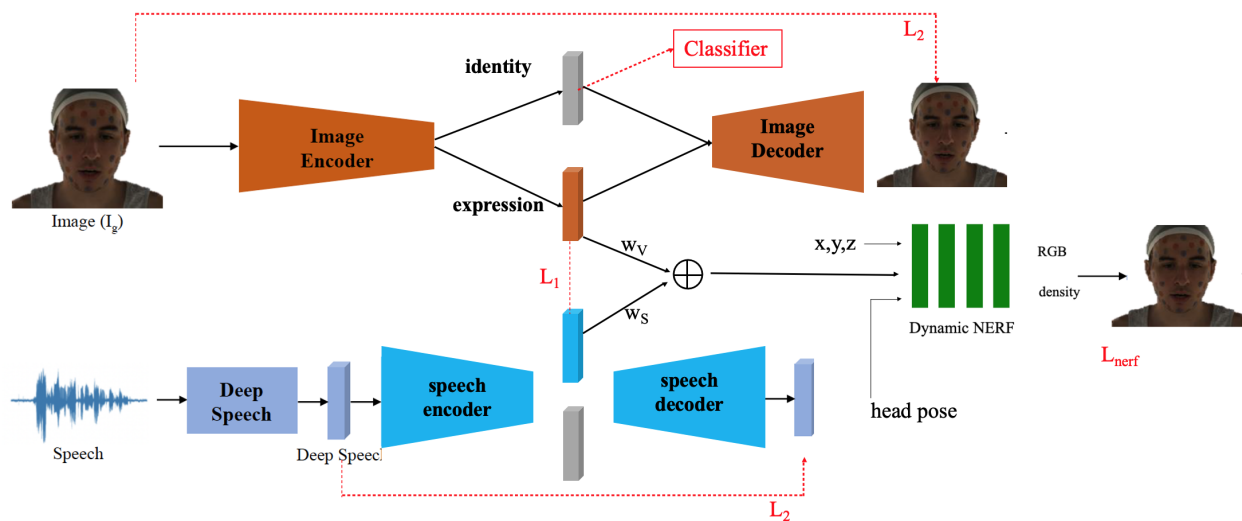 L2
Classifier
identity
Image
Encoder
Image
Decoder
Image (Ig)
expression
wV
x,y,z
RGB
L1
density
wS
Dynamic NERF
Lnerf
Deep
Speech
speech
encoder
speech
decoder
head pose
Speech
Deep Speech
L2